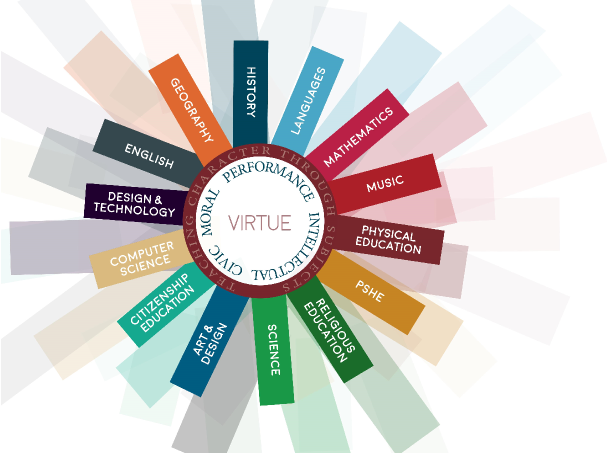 HISTORY
LANGUAGES
MATHEMATICS
MUSIC
PHYSICAL
EDUCATION
PSHE
RELIGIOUS
EDUCATION
SCIENCE
ART &
DESIGN
CITIZENSHIP
EDUCATION
COMPUTER
SCIENCE
DESIGN &
TECHNOLOGY
ENGLISH
GEOGRAPHY
TEACHING CHARACTER THROUGH SUBJECTS
MORAL PERFORMANCE INTELLECTUAL CIVIC
VIRTUE